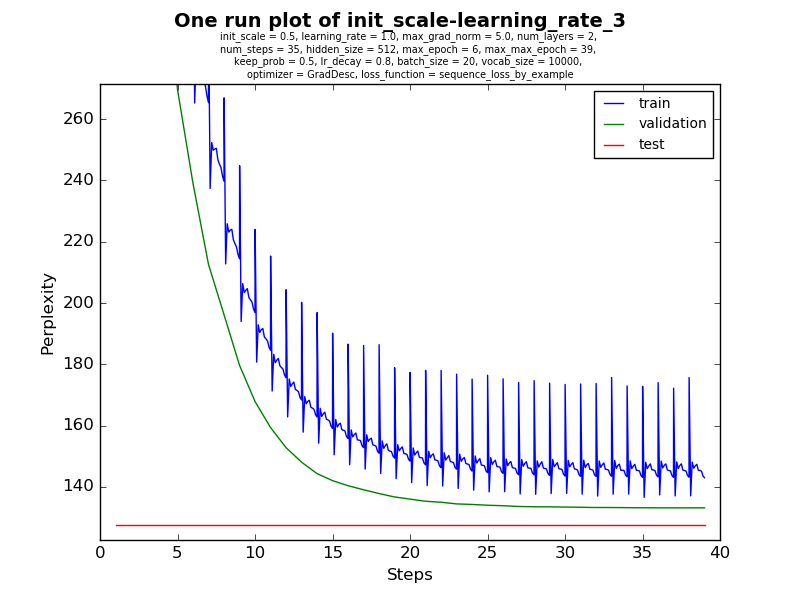 One run plot of init_scale-learning_rate_3
init_scale = 0.5, learning_rate = 1.0, max_grad_norm = 5.0, num_layers = 2,
num_steps = 35, hidden_size = 512, max_epoch = 6, max_max_epoch = 39,
keep_prob = 0.5, lr_decay = 0.8, batch_size = 20, vocab_size = 10000,
optimizer = GradDesc, loss_function = sequence_loss_by_example
train
validation
test
260
240
220
200
180
160
140
Perplexity
0 5 10 15 20 25 30 35 40
Steps